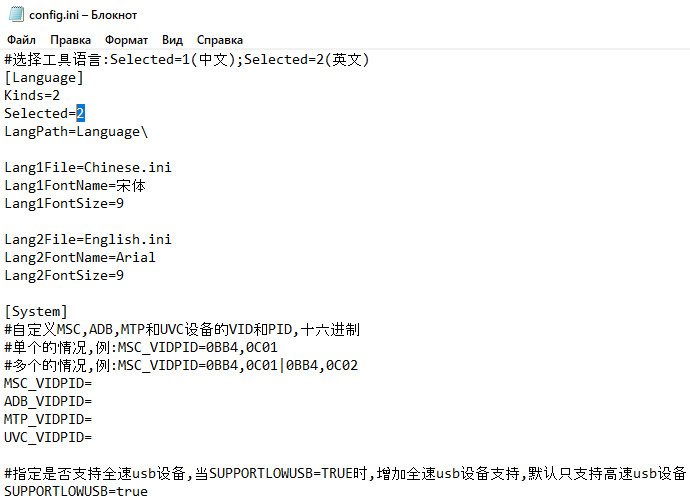 config.ini – Блокнот
Файл Правка Формат Вид Справка
#选择工具语言:Selected=1(中文);Selected=2(英文)
[Language]
Kinds=2
Selected=2
LangPath=Language\
Lang1File=Chinese.ini
Lang1FontName=宋体
Lang1FontSize=9
Lang2File=English.ini
Lang2FontName=Arial
Lang2FontSize=9
[System]
#自定义MSC,ADB,MTP和UVC设备的VID和PID,十六进制
#单个的情况,例:MSC_VIDPID=0BB4,0C01
#多个的情况,例:MSC_VIDPID=0BB4,0C01|0BB4,0C02
MSC_VIDPID=
ADB_VIDPID=
MTP_VIDPID=
UVC_VIDPID=
#指定是否支持全速usb设备,当SUPPORTLOWUSB=TRUE时,增加全速usb设备支持,默认只支持高速usb设备
SUPPORTLOWUSB=true